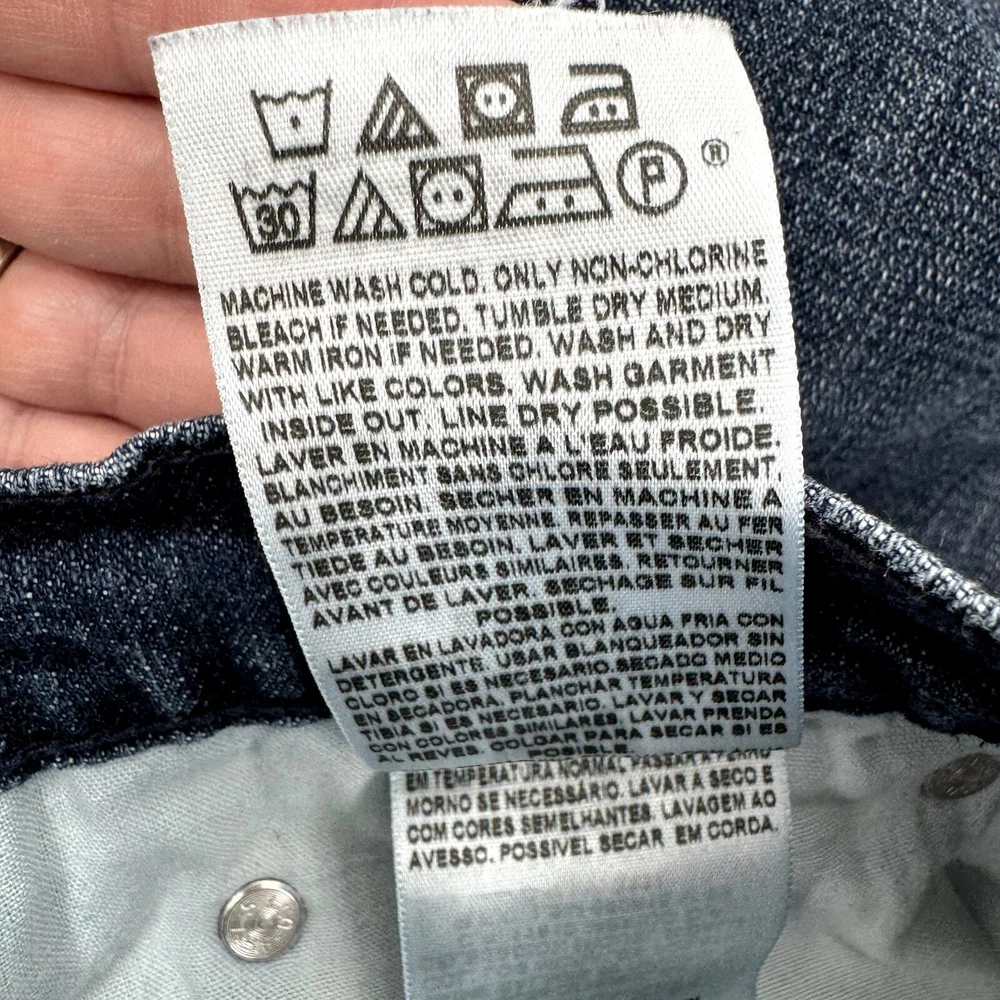 P ®
30
MACHINE WASH COLD. ONLY NON-CHLORINE
BLEACH IF NEEDED. TUMBLE DRY MEDIUM.
WARM IRON IF NEEDED. WASH AND DRY
WITH LIKE COLORS. WASH GARMENT
INSIDE OUT. LINE DRY POSSIBLE.
LAVER EN MACHINE A L'EAU FROIDE.
BLANCHIMENT SANS CHLORE SEULEMENT,
AU BESOIN. SECHER EN MACHINE A
TEMPERATURE MOYENNE. REPASSER AU FER
TIEDE AU BESOIN. LAVER ET SECHER
AVEC COULEURS SIMILAIRES. RETOURNER
AVANT DE LAVER. SECHAGE SUR FIL
POSSIBLE.
LAVAR EN LAVADORA CON AGUA FRIA CON
DETERGENTE. USAR BLANQUEADOR SIN
CLORO SI ES NECESARIO. SECADO MEDIO
EN SECADORA. PLANCHAR TEMPERATURA
TIBIA SI ES NECESARIO. LAVAR Y SECAR
CON COLORES SIMILARES. LAVAR PRENDA
AL REVES. COLGAR PARA SECAR SI ES
POSIBLE.
EM TEMPERATURA NORMAL PASSAR A FERRO
MORNO SE NECESSÁRIO. LAVAR A SECO E
COM CORES SEMELHANTES. LAVAGEM AO
AVESSO. POSSIVEL SECAR EM CORDA.